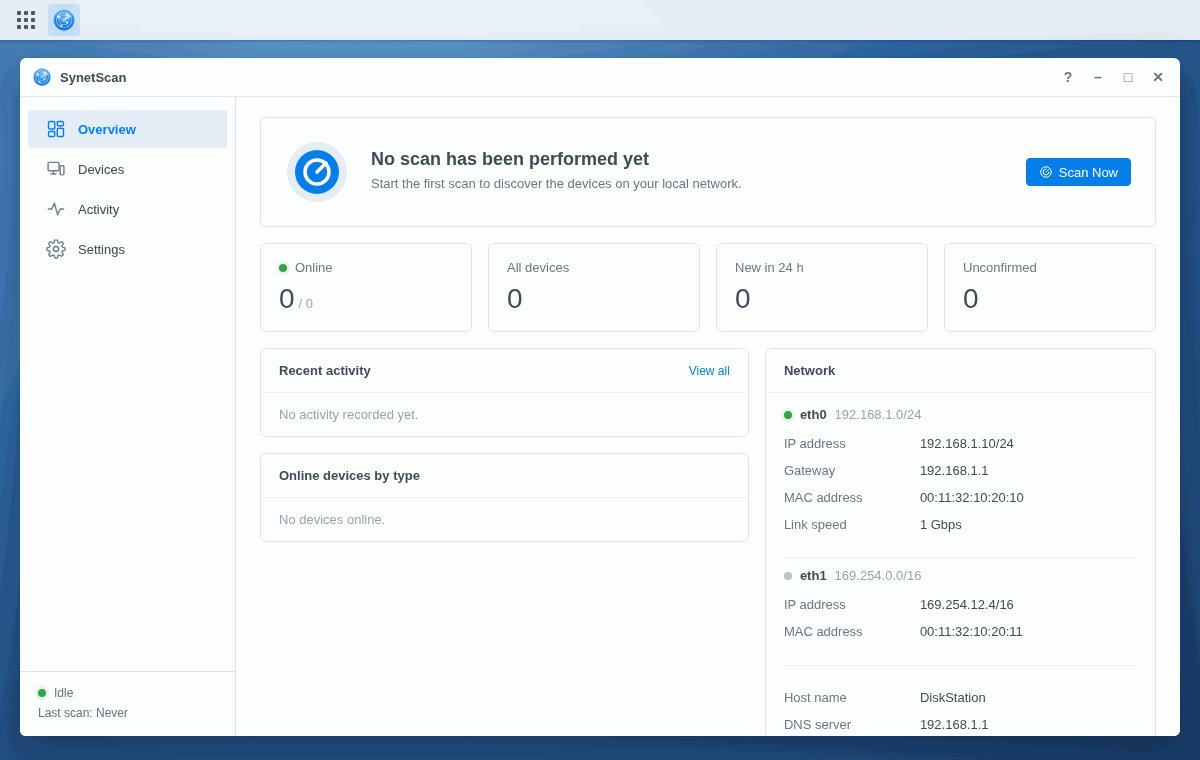 SynetScan
?
Overview
Devices
Activity
Settings
Idle
Last scan: Never
No scan has been performed yet
Start the first scan to discover the devices on your local network.
Scan Now
Online
0 / 0
All devices
0
New in 24 h
0
Unconfirmed
0
Recent activity
View all
No activity recorded yet.
Online devices by type
No devices online.
Network
eth0 192.168.1.0/24
IP address 192.168.1.10/24
Gateway 192.168.1.1
MAC address 00:11:32:10:20:10
Link speed 1 Gbps
eth1 169.254.0.0/16
IP address 169.254.12.4/16
MAC address 00:11:32:10:20:11
Host name DiskStation
DNS server 192.168.1.1